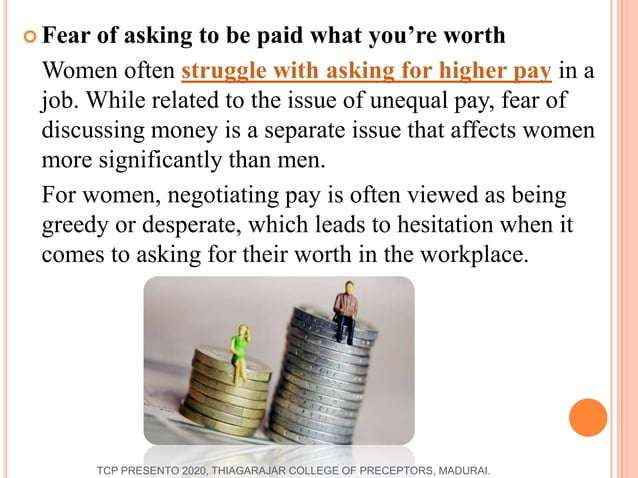 Fear of asking to be paid what you’re worth
Women often struggle with asking for higher pay in a
job. While related to the issue of unequal pay, fear of
discussing money is a separate issue that affects women
more significantly than men.
For women, negotiating pay is often viewed as being
greedy or desperate, which leads to hesitation when it
comes to asking for their worth in the workplace.
TCP PRESENTO 2020, THIAGARAJAR COLLEGE OF PRECEPTORS, MADURAI.